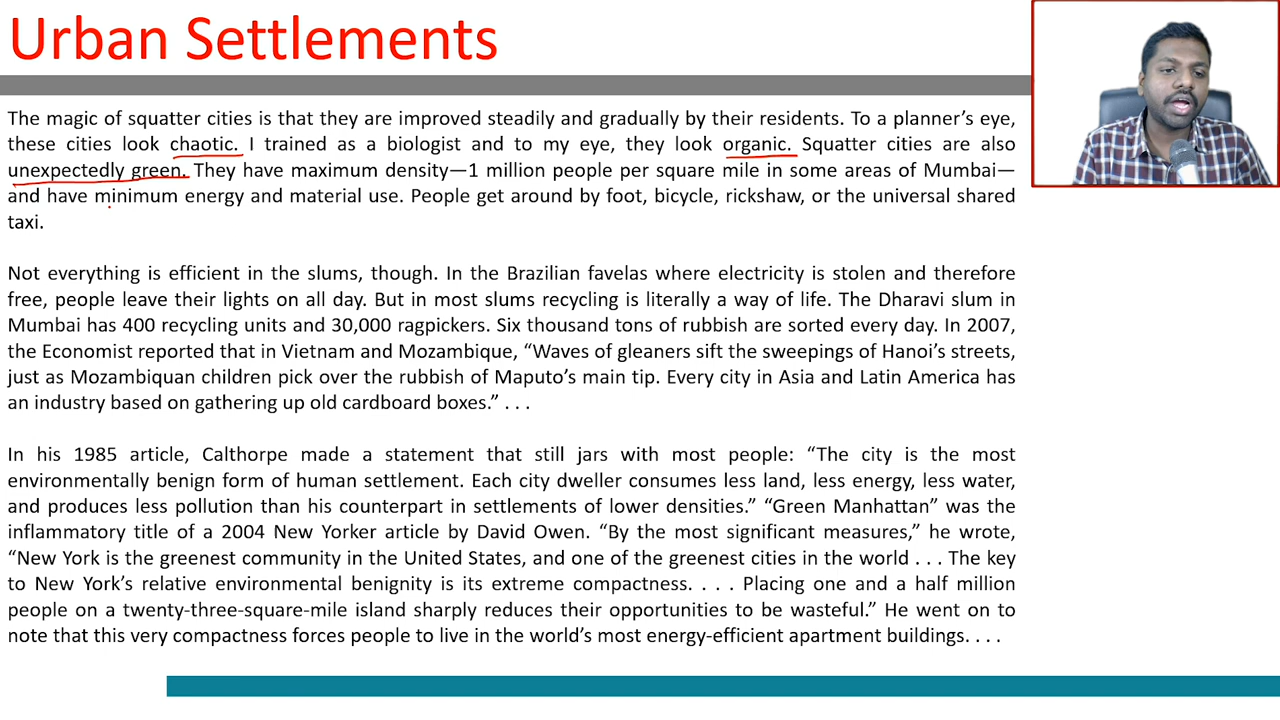 Urban Settlements
The magic of squatter cities is that they are improved steadily and gradually by their residents. To a planner’s eye,
these cities look chaotic. I trained as a biologist and to my eye, they look organic. Squatter cities are also
unexpectedly green. They have maximum density—1 million people per square mile in some areas of Mumbai—
and have minimum energy and material use. People get around by foot, bicycle, rickshaw, or the universal shared
taxi.
Not everything is efficient in the slums, though. In the Brazilian favelas where electricity is stolen and therefore
free, people leave their lights on all day. But in most slums recycling is literally a way of life. The Dharavi slum in
Mumbai has 400 recycling units and 30,000 ragpickers. Six thousand tons of rubbish are sorted every day. In 2007,
the Economist reported that in Vietnam and Mozambique, “Waves of gleaners sift the sweepings of Hanoi’s streets,
just as Mozambiquan children pick over the rubbish of Maputo’s main tip. Every city in Asia and Latin America has
an industry based on gathering up old cardboard boxes.” . . .
In his 1985 article, Calthorpe made a statement that still jars with most people: “The city is the most
environmentally benign form of human settlement. Each city dweller consumes less land, less energy, less water,
and produces less pollution than his counterpart in settlements of lower densities.” “Green Manhattan” was the
inflammatory title of a 2004 New Yorker article by David Owen. “By the most significant measures,” he wrote,
“New York is the greenest community in the United States, and one of the greenest cities in the world . . . The key
to New York’s relative environmental benignity is its extreme compactness. . . . Placing one and a half million
people on a twenty-three-square-mile island sharply reduces their opportunities to be wasteful.” He went on to
note that this very compactness forces people to live in the world’s most energy-efficient apartment buildings. . . .